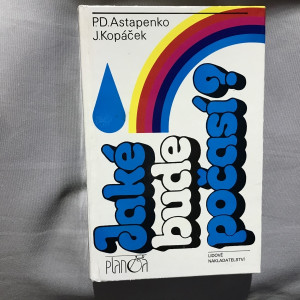 P.D. Astapenko
J. Kopáček
Jaké
bude
počasí?
Planeta
LIDOVÉ
NAKLADATELSTVÍ